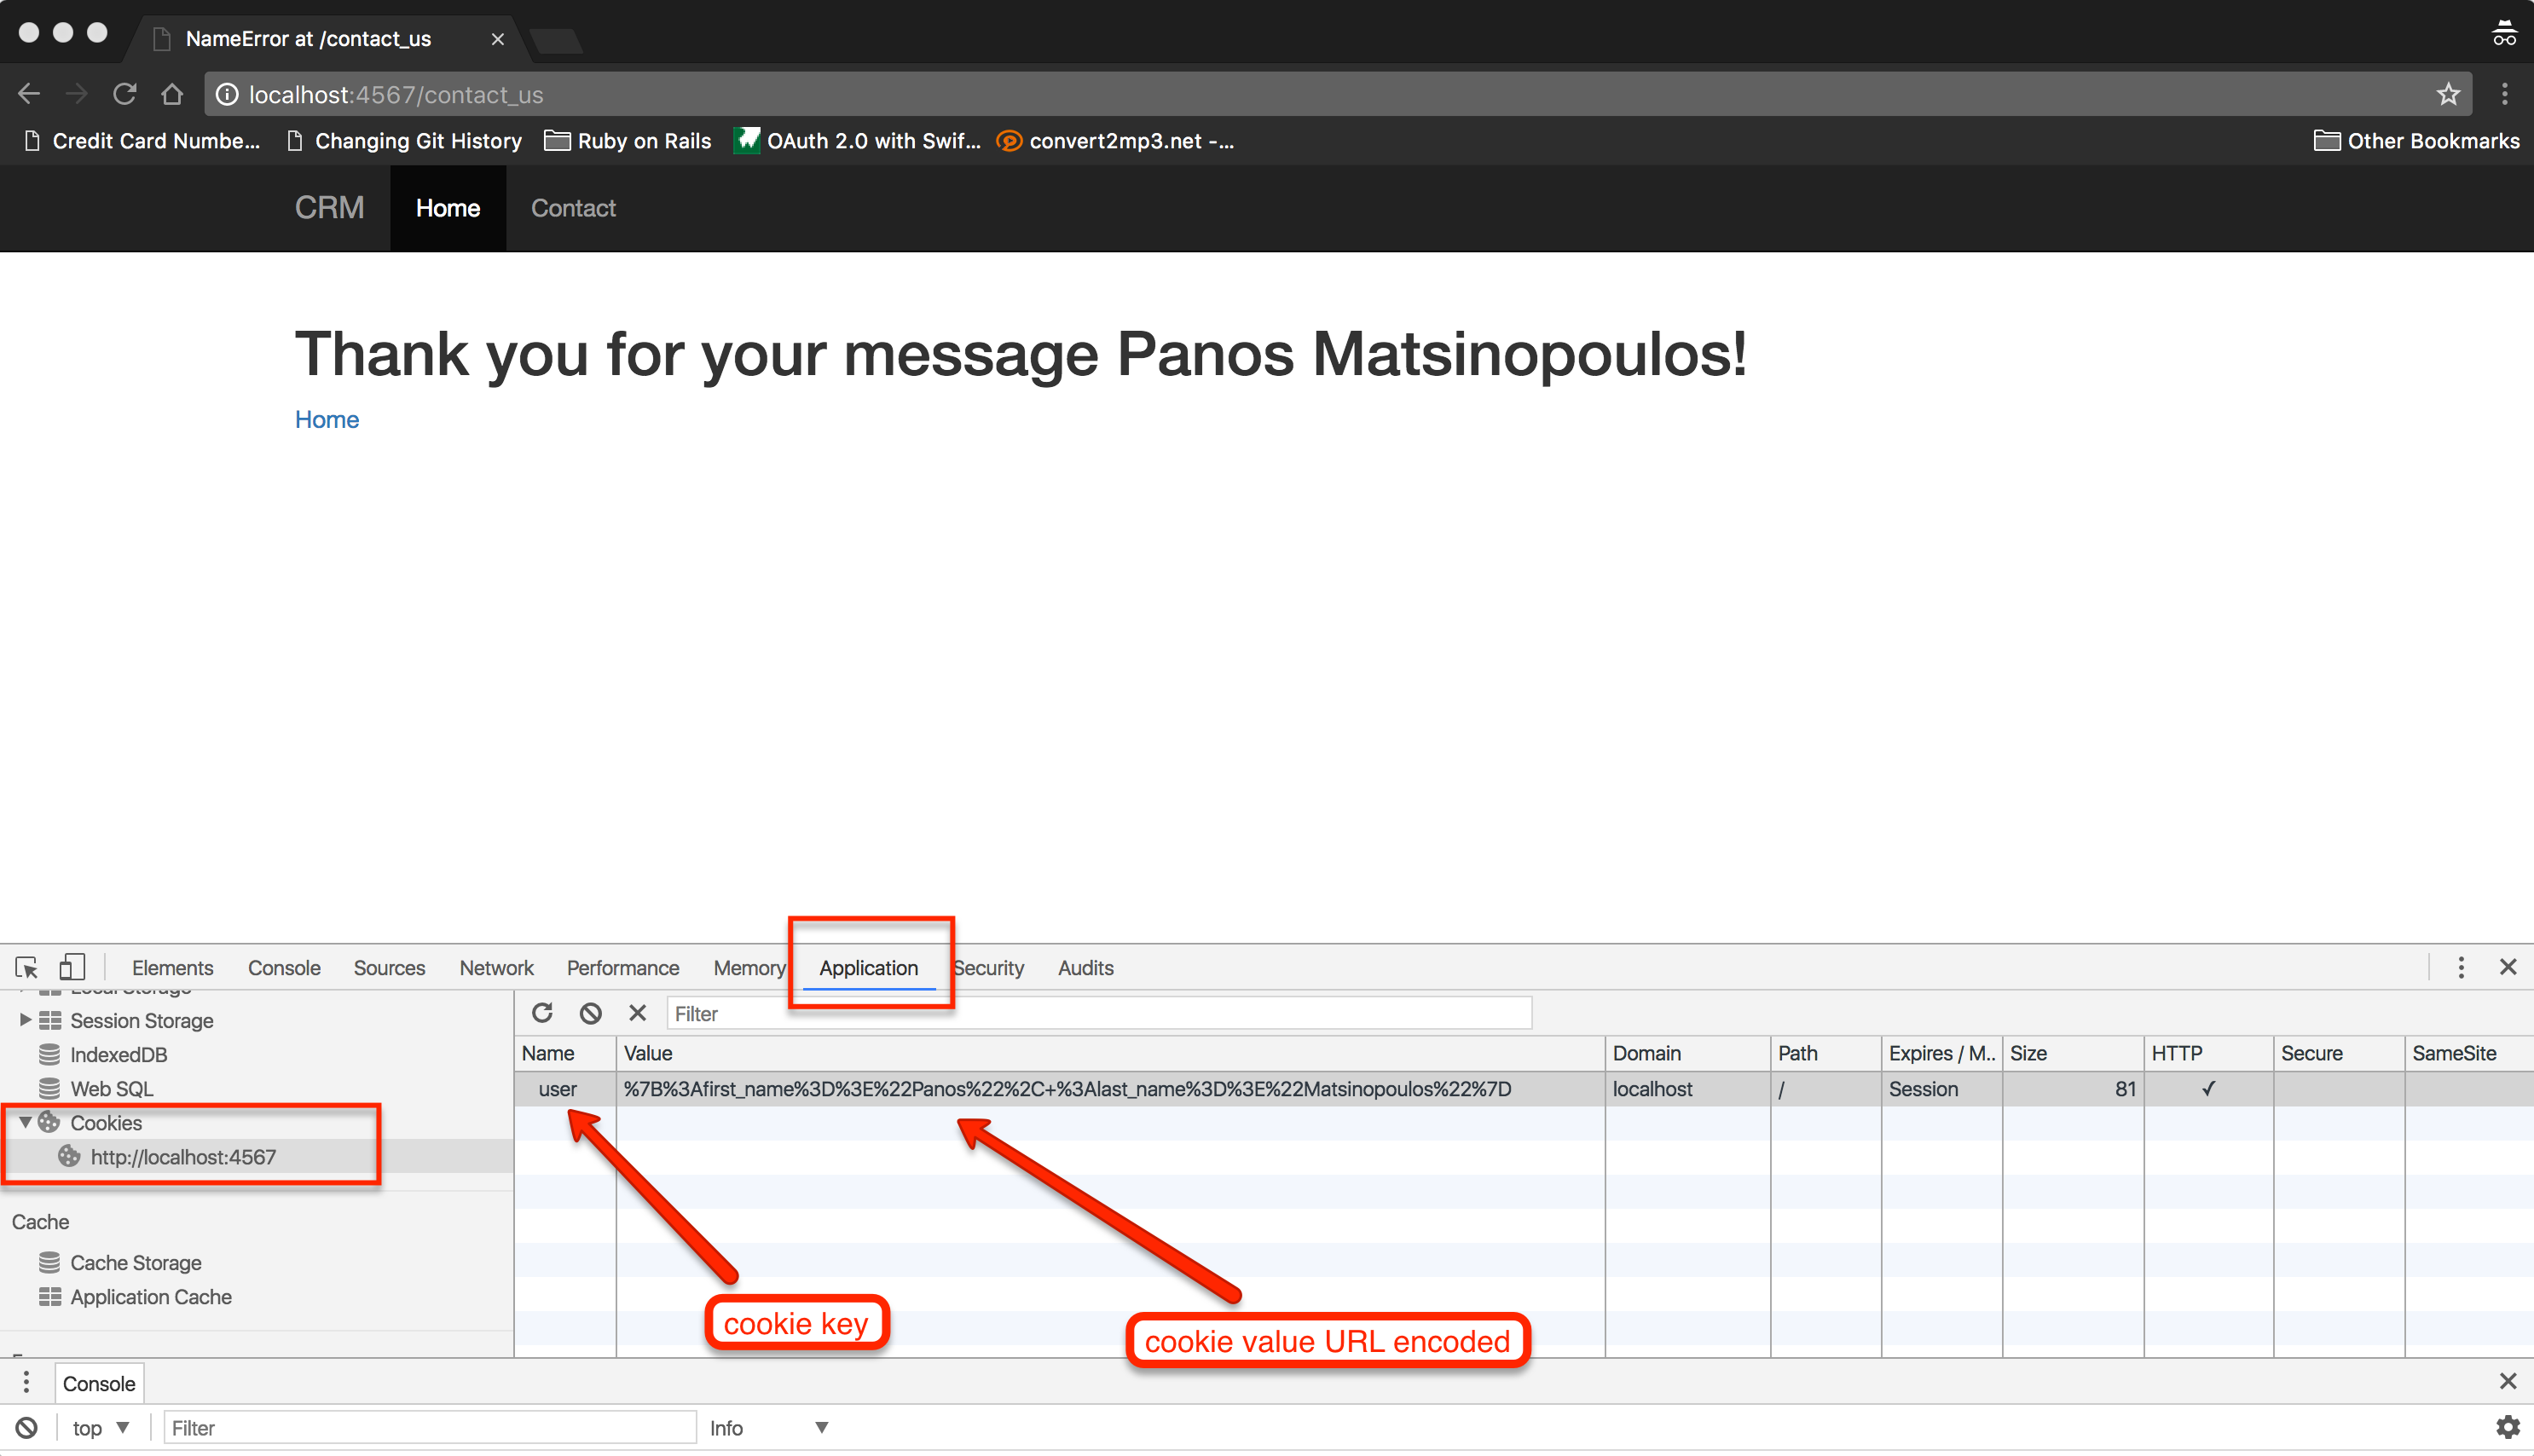 NameError at /contact_us
localhost:4567/contact_us
Credit Card Numbe... Changing Git History Ruby on Rails OAuth 2.0 with Swif... convert2mp3.net -... Other Bookmarks
CRM Home Contact
Thank you for your message Panos Matsinopoulos!
Home
Elements Console Sources Network Performance Memory Application Security Audits
Local Storage
Session Storage
IndexedDB
Web SQL
Cookies
http://localhost:4567
Cache
Cache Storage
Application Cache
Filter
Name Value Domain Path Expires / M.. Size HTTP Secure SameSite
user %7B%3Afirst_name%3D%3E%22Panos%22%2C+%3Alast_name%3D%3E%22Matsinopoulos%22%7D localhost / Session 81 ✓
cookie key
cookie value URL encoded
Console
top Filter Info